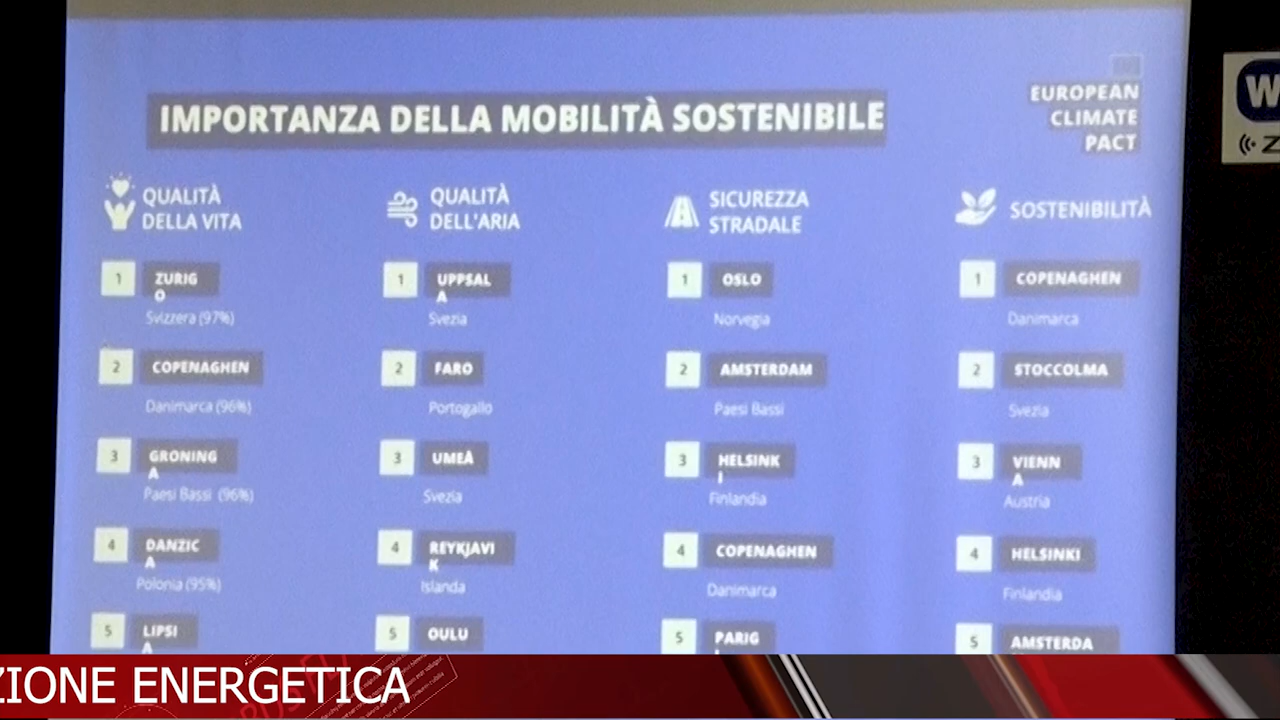 IMPORTANZA DELLA MOBILITÀ SOSTENIBILE
EUROPEAN
CLIMATE
PACT
QUALITÀ
DELLA VITA
1 ZURIG
O
Svizzera (97%)
2 COPENAGHEN
Danimarca (96%)
3 GRONING
A
Paesi Bassi (96%)
4 DANZIC
A
Polonia (95%)
5 LIPSI
A
QUALITÀ
DELL'ARIA
1 UPPSAL
A
Svezia
2 FARO
Portogallo
3 UMEÅ
Svezia
4 REYKJAVI
K
Islanda
5 OULU
SICUREZZA
STRADALE
1 OSLO
Norvegia
2 AMSTERDAM
Paesi Bassi
3 HELSINK
I
Finlandia
4 COPENAGHEN
Danimarca
5 PARIG
I
SOSTENIBILITÀ
1 COPENAGHEN
Danimarca
2 STOCCOLMA
Svezia
3 VIENN
A
Austria
4 HELSINKI
Finlandia
5 AMSTERDA
W
Z
ZIONE ENERGETICA